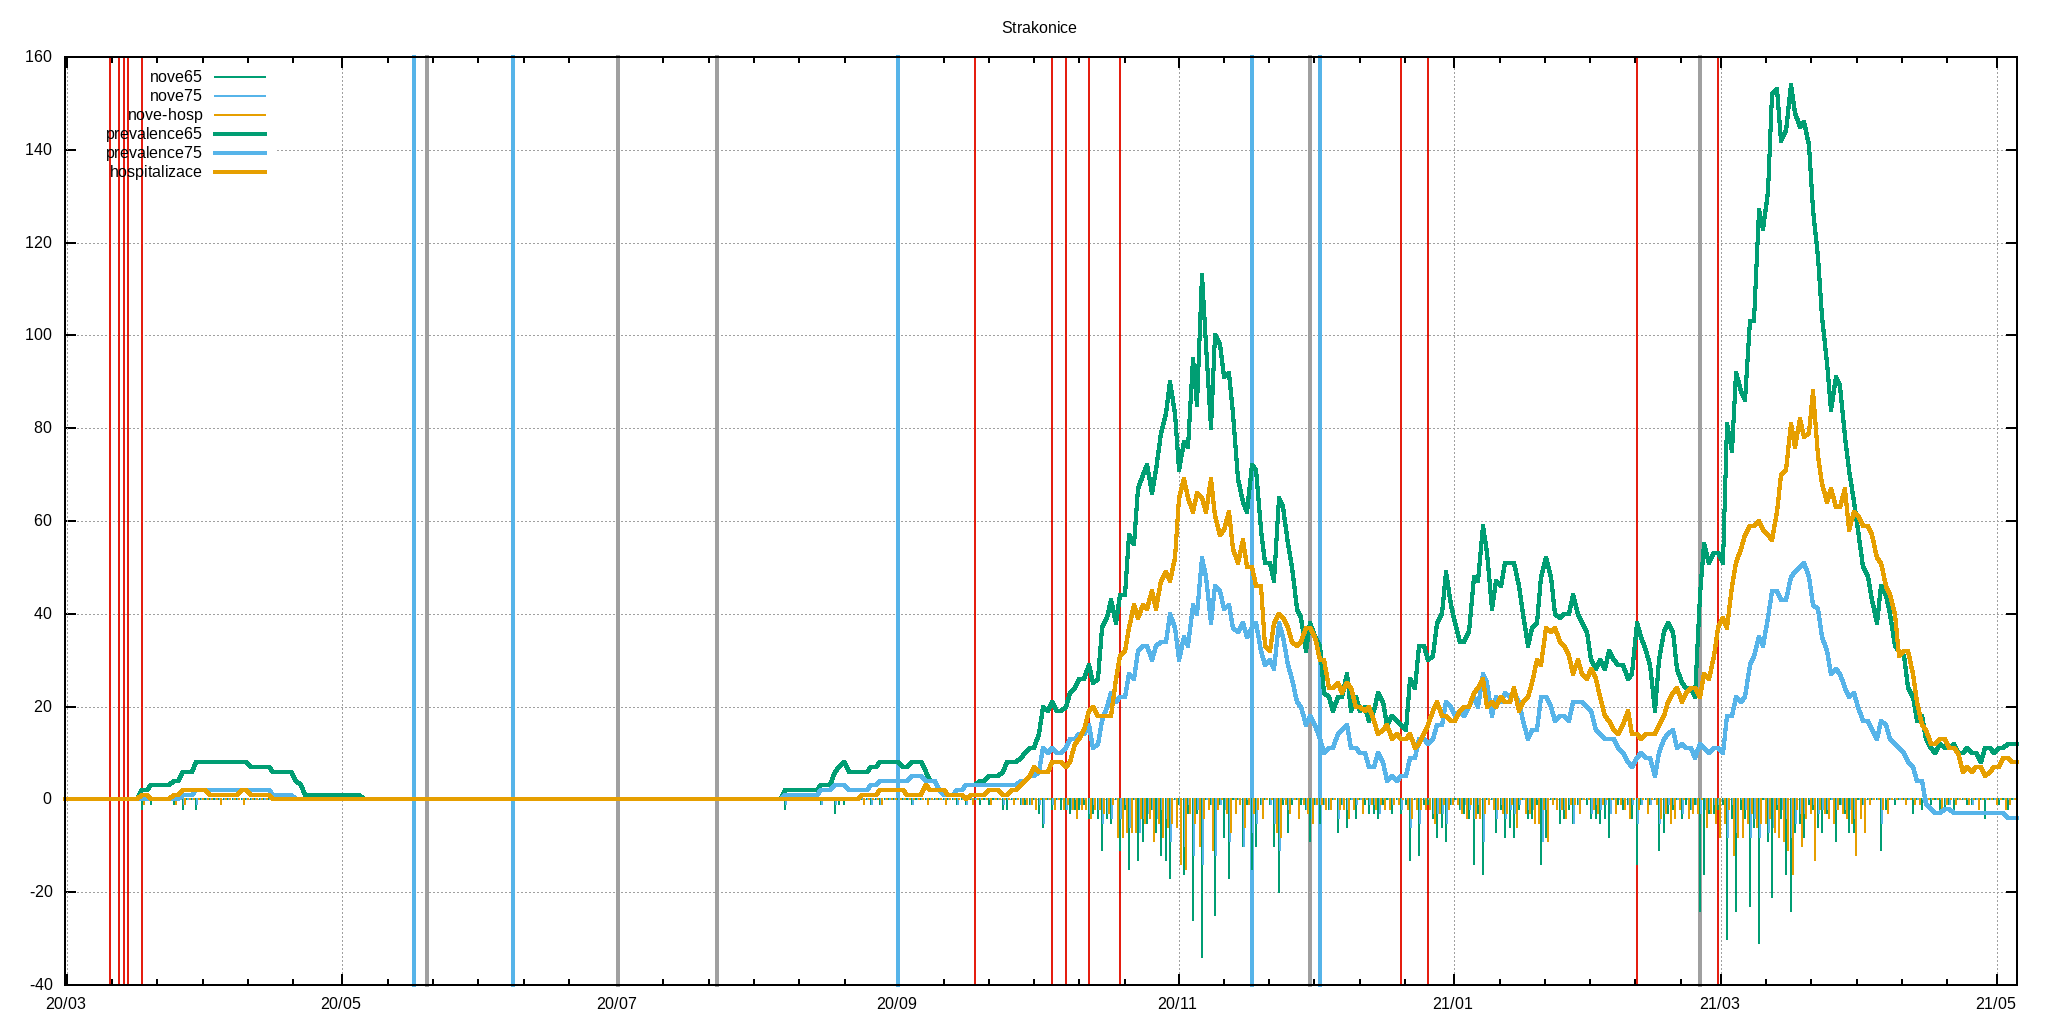 Strakonice
160
140
120
100
80
60
40
20
0
-20
-40
nove65
nove75
nove-hosp
prevalence65
prevalence75
hospitalizace
20/03 20/05 20/07 20/09 20/11 21/01 21/03 21/05